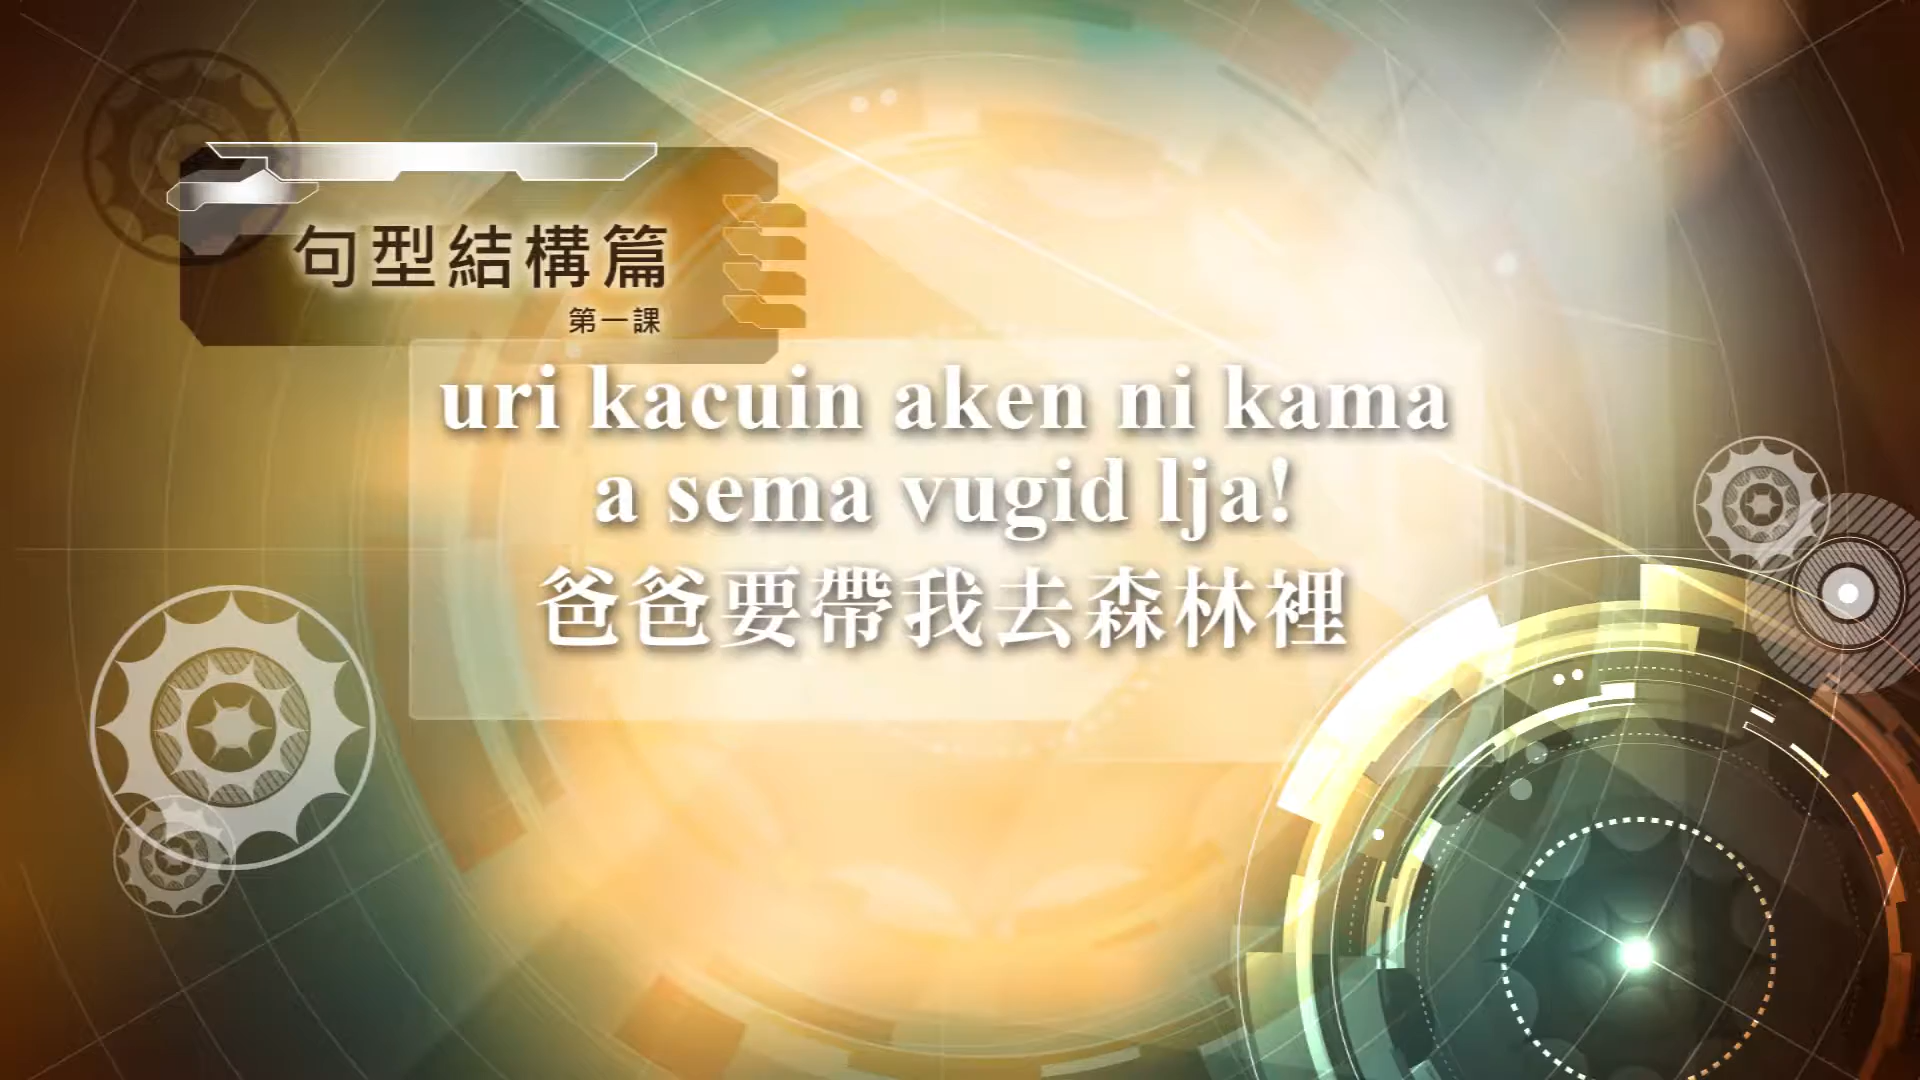 句型結構篇
第一課
uri kacuin aken ni kama
a sema vugid lja!
爸爸要帶我去森林裡